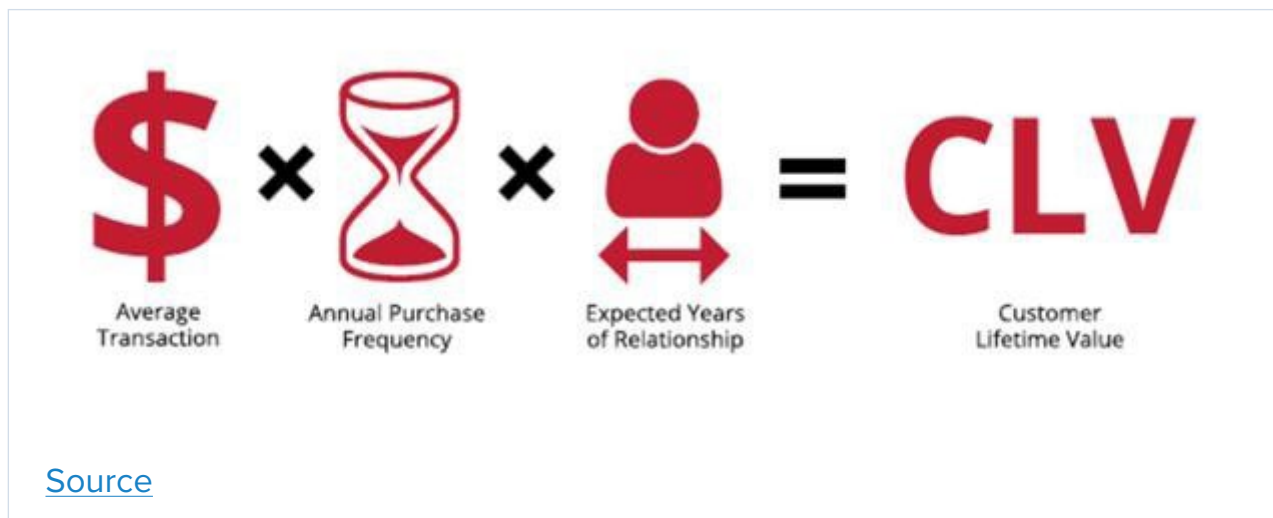 $ × × = CLV
Average
Transaction
Annual Purchase
Frequency
Expected Years
of Relationship
Customer
Lifetime Value
Source